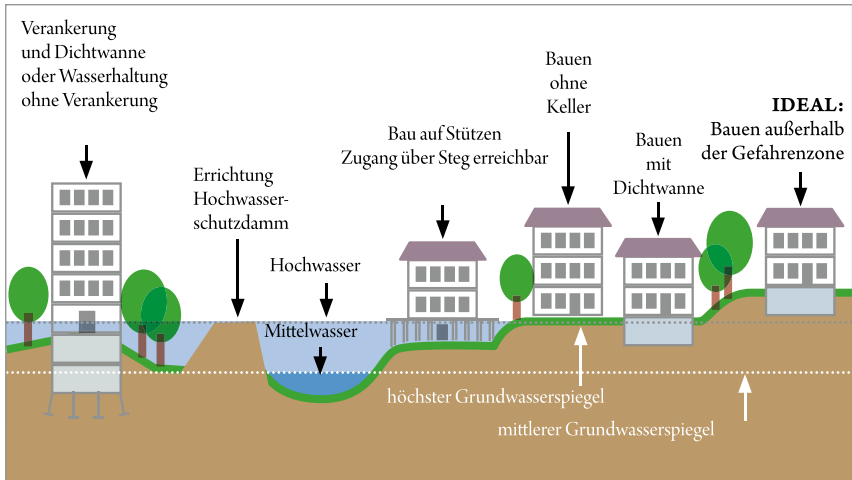 Verankerung
und Dichtwanne
oder Wasserhaltung
ohne Verankerung
Errichtung
Hochwasser-
schutzdamm
Hochwasser
Mittelwasser
Bau auf Stützen
Zugang über Steg erreichbar
Bauen
ohne
Keller
Bauen
mit
Dichtwanne
IDEAL:
Bauen außerhalb
der Gefahrenzone
höchster Grundwasserspiegel
mittlerer Grundwasserspiegel